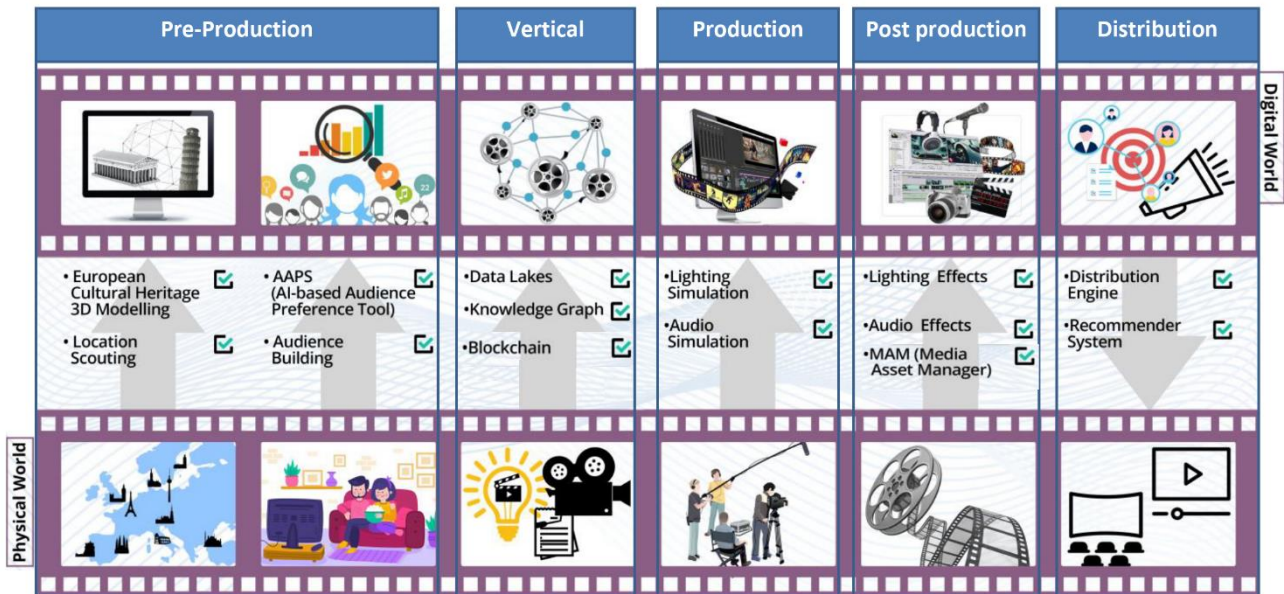 Pre-Production
Vertical
Production
Post production
Distribution
Digital World
• European
Cultural Heritage
3D Modelling
• Location
Scouting
• AAPS
(AI-based Audience
Preference Tool)
• Audience
Building
• Data Lakes
• Knowledge Graph
• Blockchain
• Lighting
Simulation
• Audio
Simulation
• Lighting Effects
• Audio Effects
• MAM (Media
Asset Manager)
• Distribution
Engine
• Recommender
System
Physical World
22